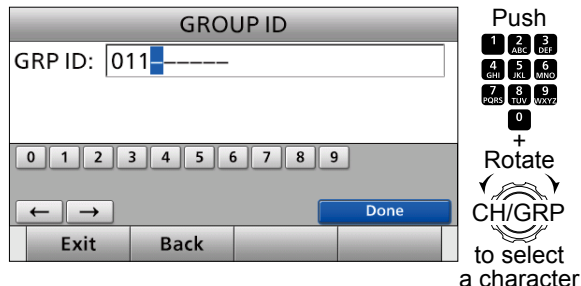 GROUP ID
GRP ID: 011––––––
0 1 2 3 4 5 6 7 8 9
← →
Done
Exit Back
Push
1 2 ABC 3 DEF
4 GHI 5 JKL 6 MNO
7 PQRS 8 TUV 9 WXYZ
0
+
Rotate
CH/GRP
to select
a character